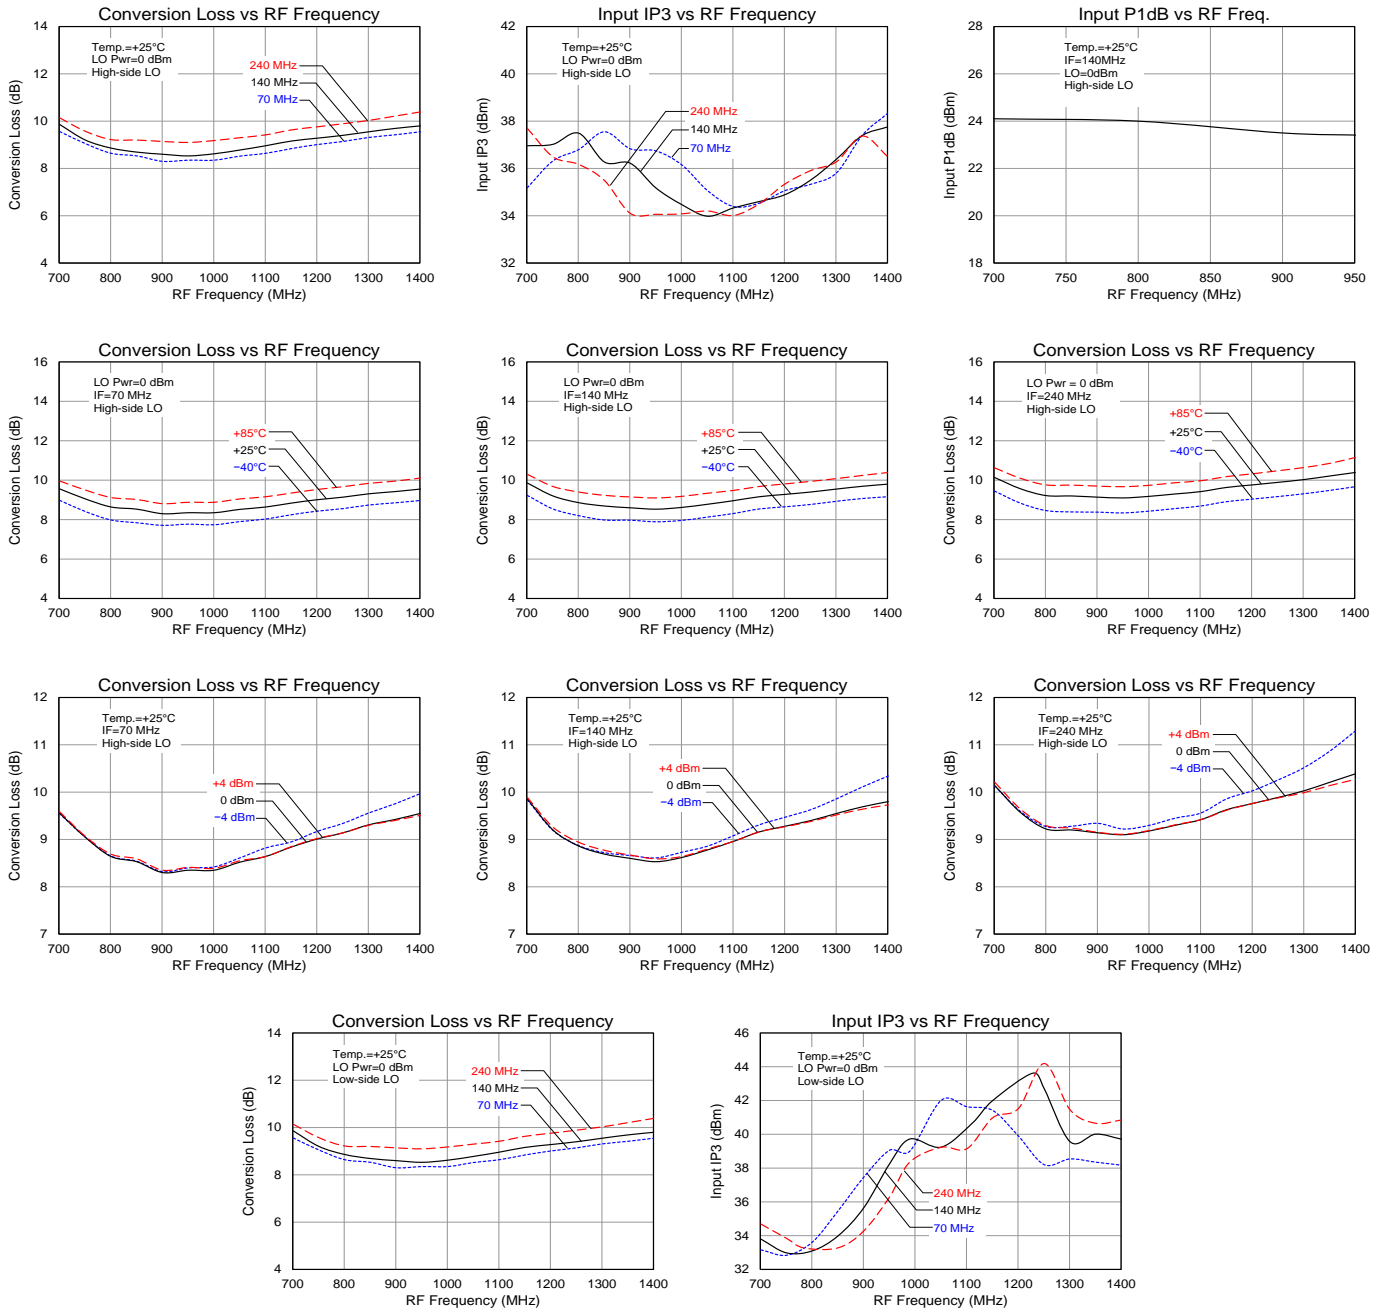 Conversion Loss vs RF Frequency
14
12
10
8
6
4
Conversion Loss (dB)
Temp.=+25°C
LO Pwr=0 dBm
High-side LO
240 MHz
140 MHz
70 MHz
700 800 900 1000 1100 1200 1300 1400
RF Frequency (MHz)
Input IP3 vs RF Frequency
42
40
38
36
34
32
Input IP3 (dBm)
Temp=+25°C
LO Pwr=0 dBm
High-side LO
240 MHz
140 MHz
70 MHz
700 800 900 1000 1100 1200 1300 1400
RF Frequency (MHz)
Input P1dB vs RF Freq.
28
26
24
22
20
18
Input P1dB (dBm)
Temp.=+25°C
IF=140MHz
LO=0dBm
High-side LO
700 750 800 850 900 950
RF Frequency (MHz)
Conversion Loss vs RF Frequency
16
14
12
10
8
6
4
Conversion Loss (dB)
LO Pwr=0 dBm
IF=70 MHz
High-side LO
+85°C
+25°C
−40°C
700 800 900 1000 1100 1200 1300 1400
RF Frequency (MHz)
Conversion Loss vs RF Frequency
16
14
12
10
8
6
4
Conversion Loss (dB)
LO Pwr=0 dBm
IF=140 MHz
High-side LO
+85°C
+25°C
−40°C
700 800 900 1000 1100 1200 1300 1400
RF Frequency (MHz)
Conversion Loss vs RF Frequency
16
14
12
10
8
6
4
Conversion Loss (dB)
LO Pwr = 0 dBm
IF=240 MHz
High-side LO
+85°C
+25°C
−40°C
700 800 900 1000 1100 1200 1300 1400
RF Frequency (MHz)
Conversion Loss vs RF Frequency
12
11
10
9
8
7
Conversion Loss (dB)
Temp.=+25°C
IF=70 MHz
High-side LO
+4 dBm
0 dBm
−4 dBm
700 800 900 1000 1100 1200 1300 1400
RF Frequency (MHz)
Conversion Loss vs RF Frequency
12
11
10
9
8
7
Conversion Loss (dB)
Temp.=+25°C
IF=140 MHz
High-side LO
+4 dBm
0 dBm
−4 dBm
700 800 900 1000 1100 1200 1300 1400
RF Frequency (MHz)
Conversion Loss vs RF Frequency
12
11
10
9
8
7
Conversion Loss (dB)
Temp.=+25°C
IF=240 MHz
High-side LO
+4 dBm
0 dBm
−4 dBm
700 800 900 1000 1100 1200 1300 1400
RF Frequency (MHz)
Conversion Loss vs RF Frequency
14
12
10
8
6
4
Conversion Loss (dB)
Temp.=+25°C
LO Pwr=0 dBm
Low-side LO
240 MHz
140 MHz
70 MHz
700 800 900 1000 1100 1200 1300 1400
RF Frequency (MHz)
Input IP3 vs RF Frequency
46
44
42
40
38
36
34
32
Input IP3 (dBm)
Temp.=+25°C
LO Pwr=0 dBm
Low-side LO
240 MHz
140 MHz
70 MHz
700 800 900 1000 1100 1200 1300 1400
RF Frequency (MHz)